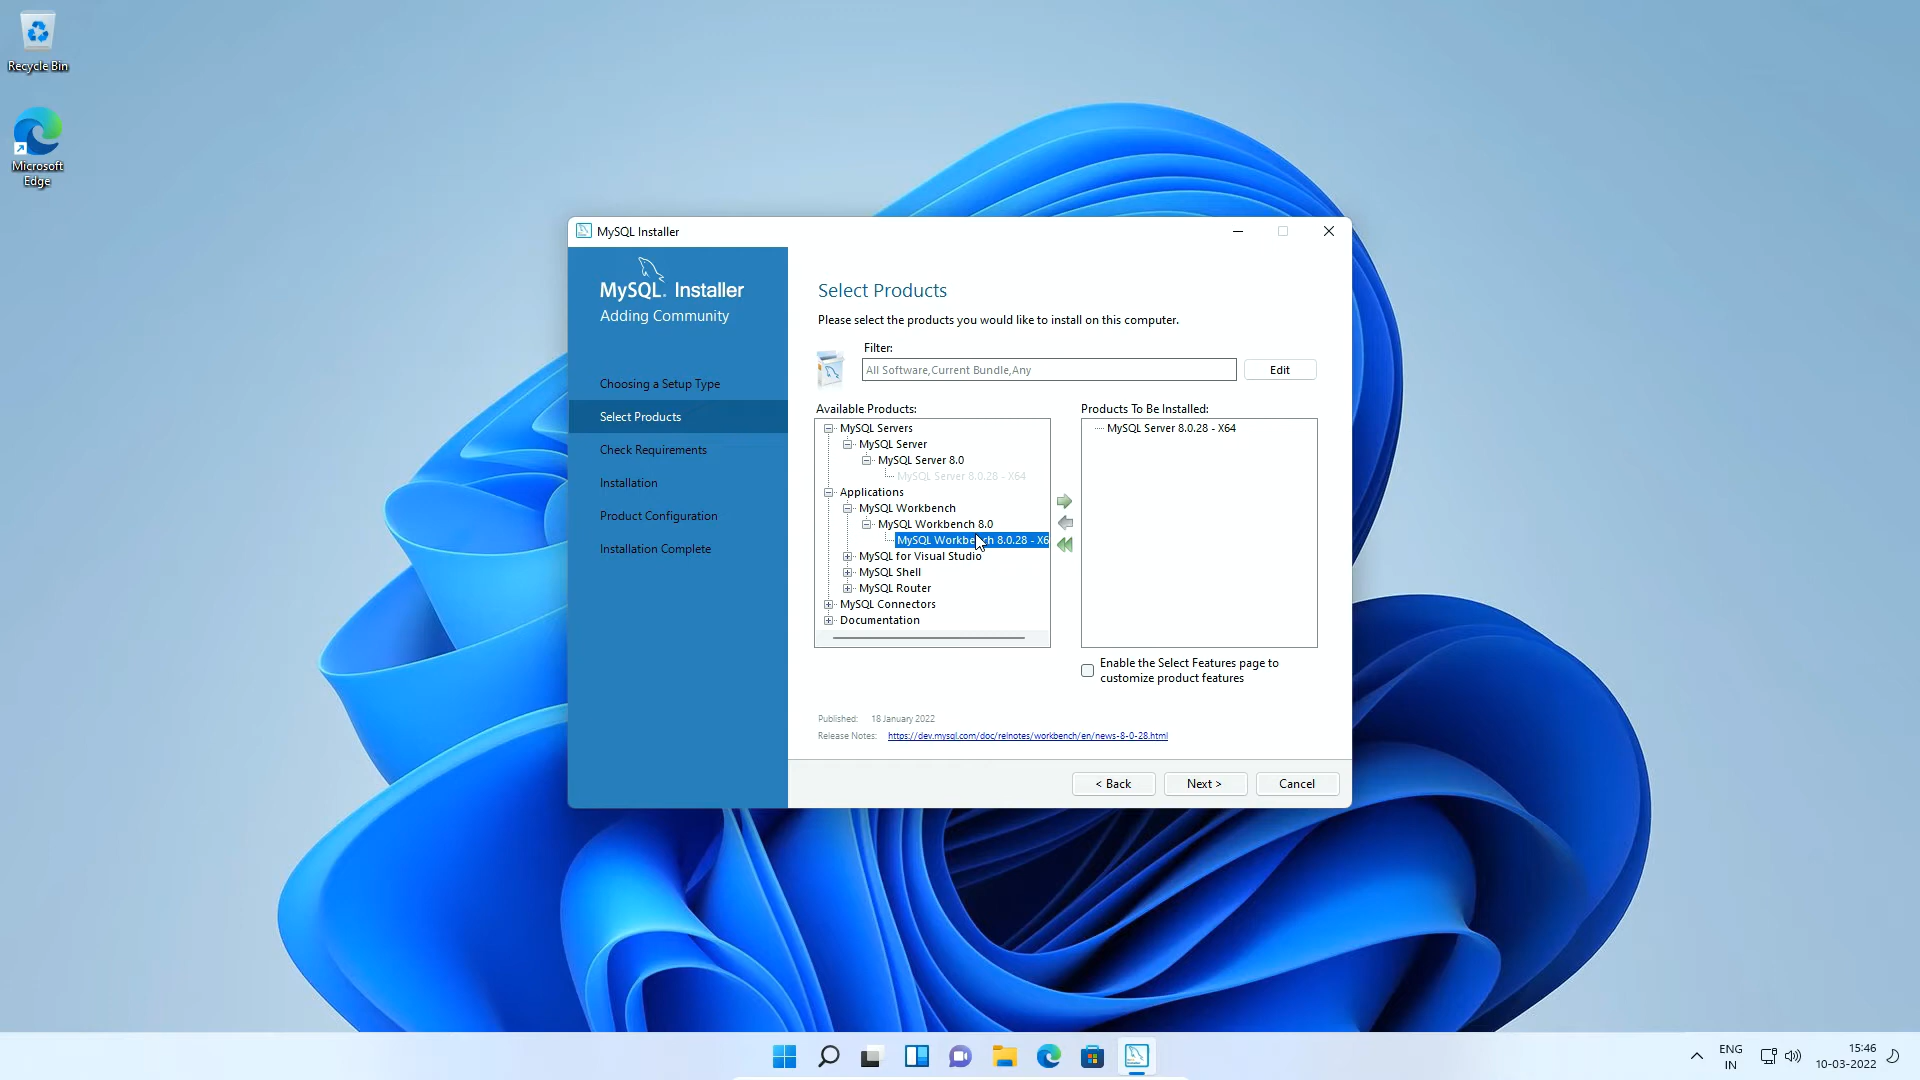 Recycle Bin
Microsoft
Edge
MySQL Installer
MySQL. Installer
Adding Community
Choosing a Setup Type
Select Products
Check Requirements
Installation
Product Configuration
Installation Complete
Select Products
Please select the products you would like to install on this computer.
Filter:
All Software,Current Bundle,Any
Edit
Available Products:
MySQL Servers
MySQL Server
MySQL Server 8.0
MySQL Server 8.0.28 - X64
Applications
MySQL Workbench
MySQL Workbench 8.0
MySQL Workbench 8.0.28 - X6
MySQL for Visual Studio
MySQL Shell
MySQL Router
MySQL Connectors
Documentation
Products To Be Installed:
MySQL Server 8.0.28 - X64
Enable the Select Features page to
customize product features
Published: 18 January 2022
Release Notes: https://dev.mysql.com/doc/relnotes/workbench/en/news-8-0-28.html
< Back
Next >
Cancel
ENG
IN
15:46
10-03-2022